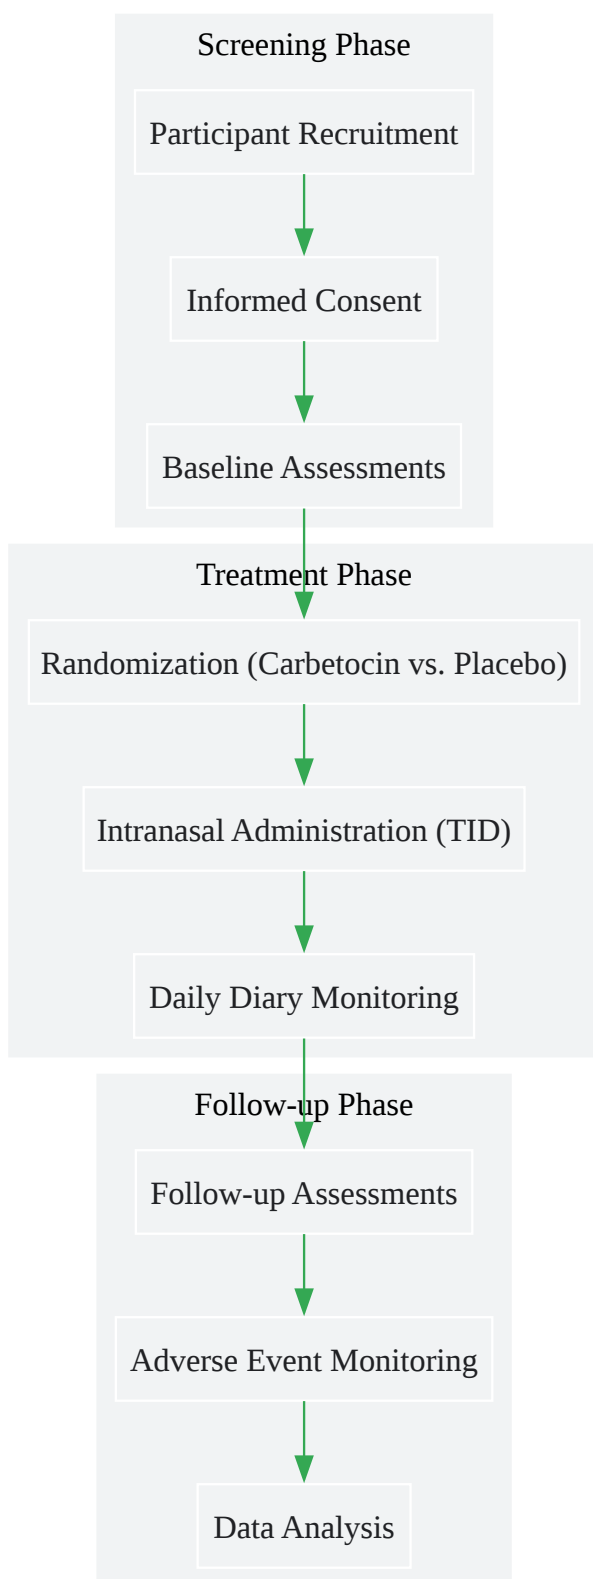 Screening Phase
Participant Recruitment
Informed Consent
Baseline Assessments
Treatment Phase
Randomization (Carbetocin vs. Placebo)
Intranasal Administration (TID)
Daily Diary Monitoring
Follow-up Phase
Follow-up Assessments
Adverse Event Monitoring
Data Analysis